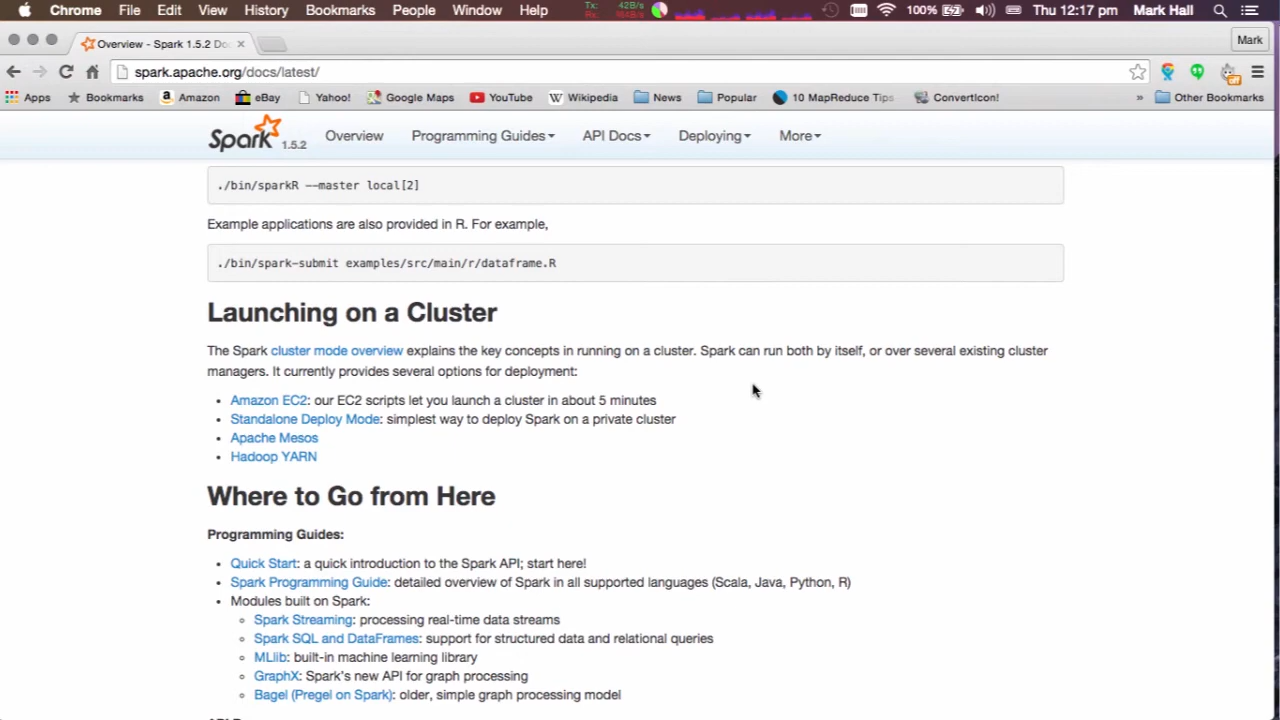 Chrome File Edit View History Bookmarks People Window Help Tx: 42B/s 100% Thu 12:17 pm Mark Hall
Rx:
Overview - Spark 1.5.2 Do Mark
spark.apache.org/docs/latest/
Apps Bookmarks Amazon eBay Yahoo! Google Maps YouTube Wikipedia News Popular 10 MapReduce Tips ConvertIcon! » Other Bookmarks
Spark 1.5.2 Overview Programming Guides API Docs Deploying More
./bin/sparkR --master local[2]
Example applications are also provided in R. For example,
./bin/spark-submit examples/src/main/r/dataframe.R
Launching on a Cluster
The Spark cluster mode overview explains the key concepts in running on a cluster. Spark can run both by itself, or over several existing cluster
managers. It currently provides several options for deployment:
• Amazon EC2: our EC2 scripts let you launch a cluster in about 5 minutes
• Standalone Deploy Mode: simplest way to deploy Spark on a private cluster
• Apache Mesos
• Hadoop YARN
Where to Go from Here
Programming Guides:
• Quick Start: a quick introduction to the Spark API; start here!
• Spark Programming Guide: detailed overview of Spark in all supported languages (Scala, Java, Python, R)
• Modules built on Spark:
◦ Spark Streaming: processing real-time data streams
◦ Spark SQL and DataFrames: support for structured data and relational queries
◦ MLlib: built-in machine learning library
◦ GraphX: Spark's new API for graph processing
◦ Bagel (Pregel on Spark): older, simple graph processing model